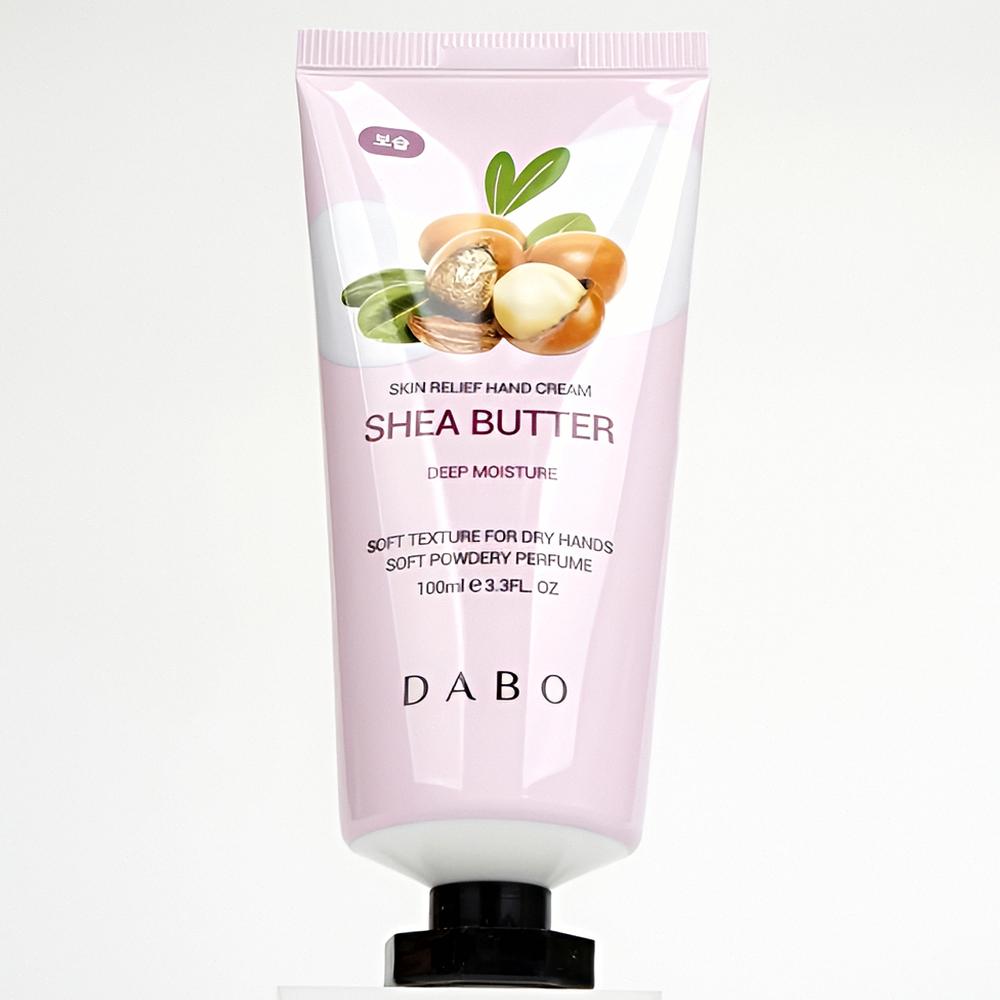 보습
SKIN RELIEF HAND CREAM
SHEA BUTTER
DEEP MOISTURE
SOFT TEXTURE FOR DRY HANDS
SOFT POWDERY PERFUME
100ml ℮ 3.3FL. OZ
DABO